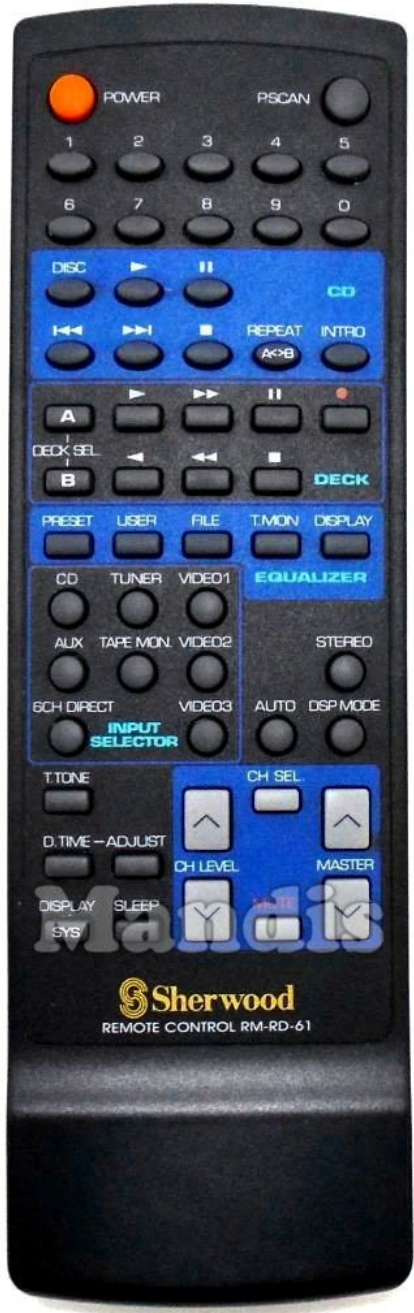 POWER P.SCAN
1 2 3 4 5
6 7 8 9 0
DISC CD
REPEAT INTRO
A<>B
A
DECK SEL.
B DECK
PRESET USER FILE T.MON DISPLAY
EQUALIZER
CD TUNER VIDEO1
AUX TAPE MON. VIDEO2 STEREO
6CH DIRECT VIDEO3 AUTO DSP MODE
INPUT
SELECTOR
T.TONE CH SEL.
D.TIME – ADJUST
CH LEVEL MASTER
DISPLAY SLEEP MUTE
SYS
Mandis
Sherwood
REMOTE CONTROL RM-RD-61